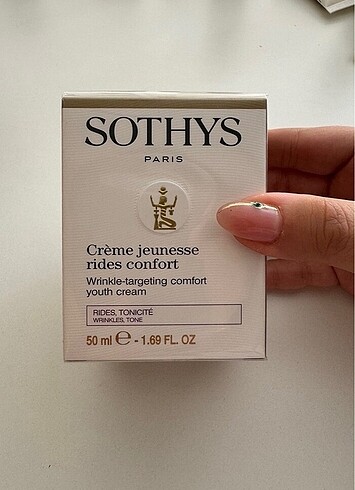 SOTHYS
PARIS
Crème jeunesse
rides confort
Wrinkle-targeting comfort
youth cream
RIDES, TONICITÉ
WRINKLES, TONE
50 ml ℮ - 1.69 FL. OZ